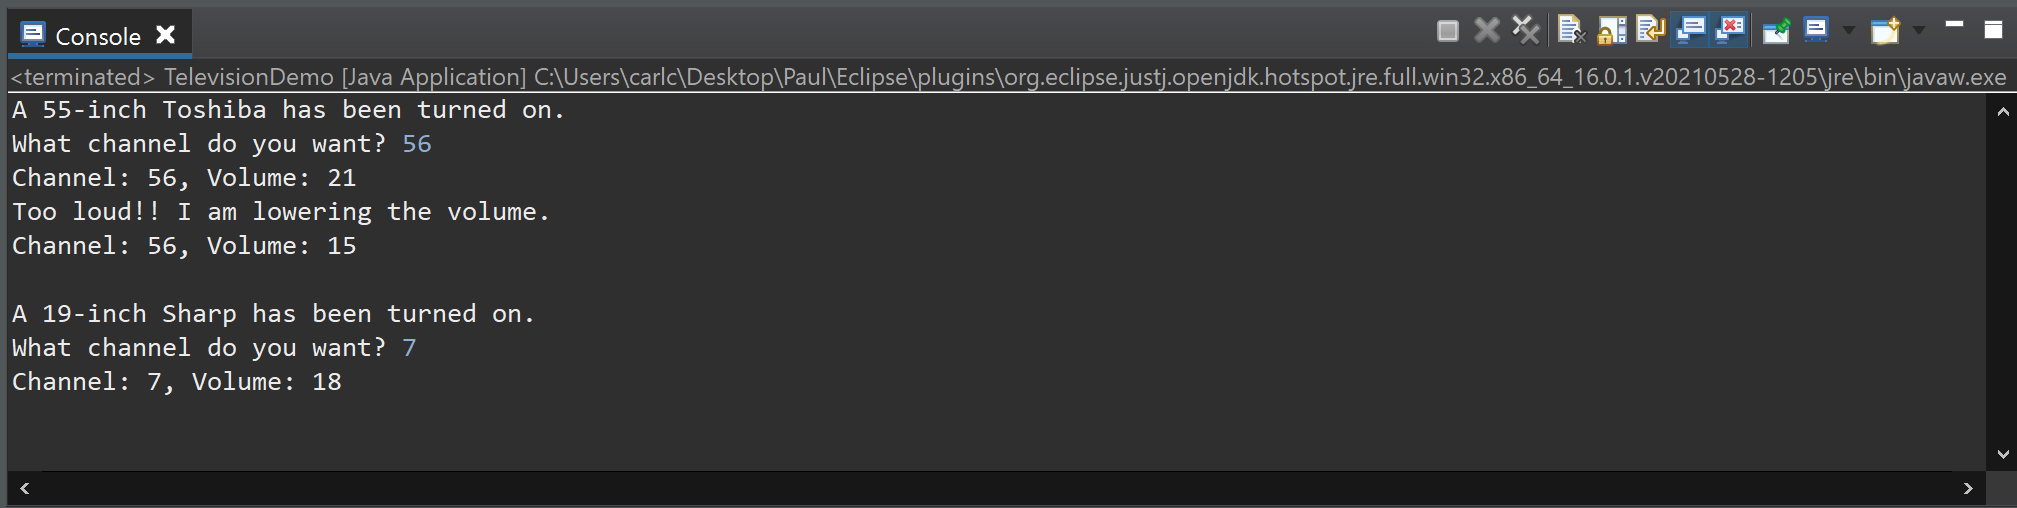 Console
<terminated> TelevisionDemo [Java Application] C:\Users\carlc\Desktop\Paul\Eclipse\plugins\org.eclipse.justj.openjdk.hotspot.jre.full.win32.x86_64_16.0.1.v20210528-1205\jre\bin\javaw.exe
A 55-inch Toshiba has been turned on.
What channel do you want? 56
Channel: 56, Volume: 21
Too loud!! I am lowering the volume.
Channel: 56, Volume: 15
A 19-inch Sharp has been turned on.
What channel do you want? 7
Channel: 7, Volume: 18